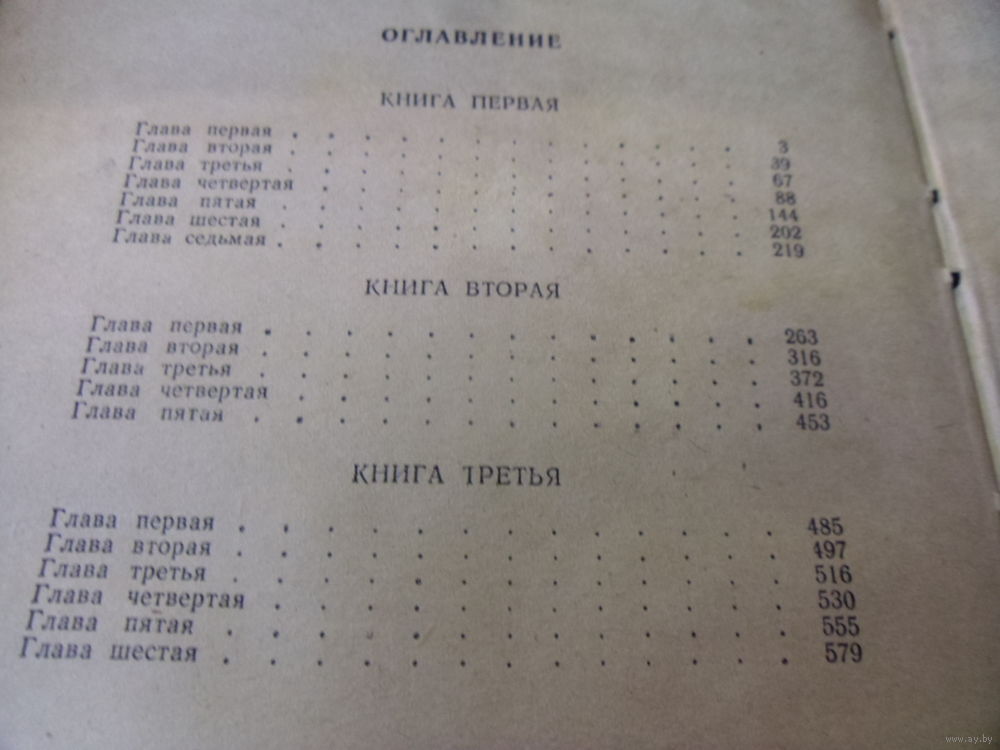 ОГЛАВЛЕНИЕ
КНИГА ПЕРВАЯ
Глава первая . . . . . . . . . . . . 3
Глава вторая . . . . . . . . . . . . 39
Глава третья . . . . . . . . . . . . 67
Глава четвертая . . . . . . . . . . . 88
Глава пятая . . . . . . . . . . . . 144
Глава шестая . . . . . . . . . . . . 202
Глава седьмая . . . . . . . . . . . . 219
КНИГА ВТОРАЯ
Глава первая . . . . . . . . . . . . 263
Глава вторая . . . . . . . . . . . . 316
Глава третья . . . . . . . . . . . . 372
Глава четвертая . . . . . . . . . . . 416
Глава пятая . . . . . . . . . . . . 453
КНИГА ТРЕТЬЯ
Глава первая . . . . . . . . . . . . 485
Глава вторая . . . . . . . . . . . . 497
Глава третья . . . . . . . . . . . . 516
Глава четвертая . . . . . . . . . . . 530
Глава пятая . . . . . . . . . . . . 555
Глава шестая . . . . . . . . . . . . 579
www.ay.by